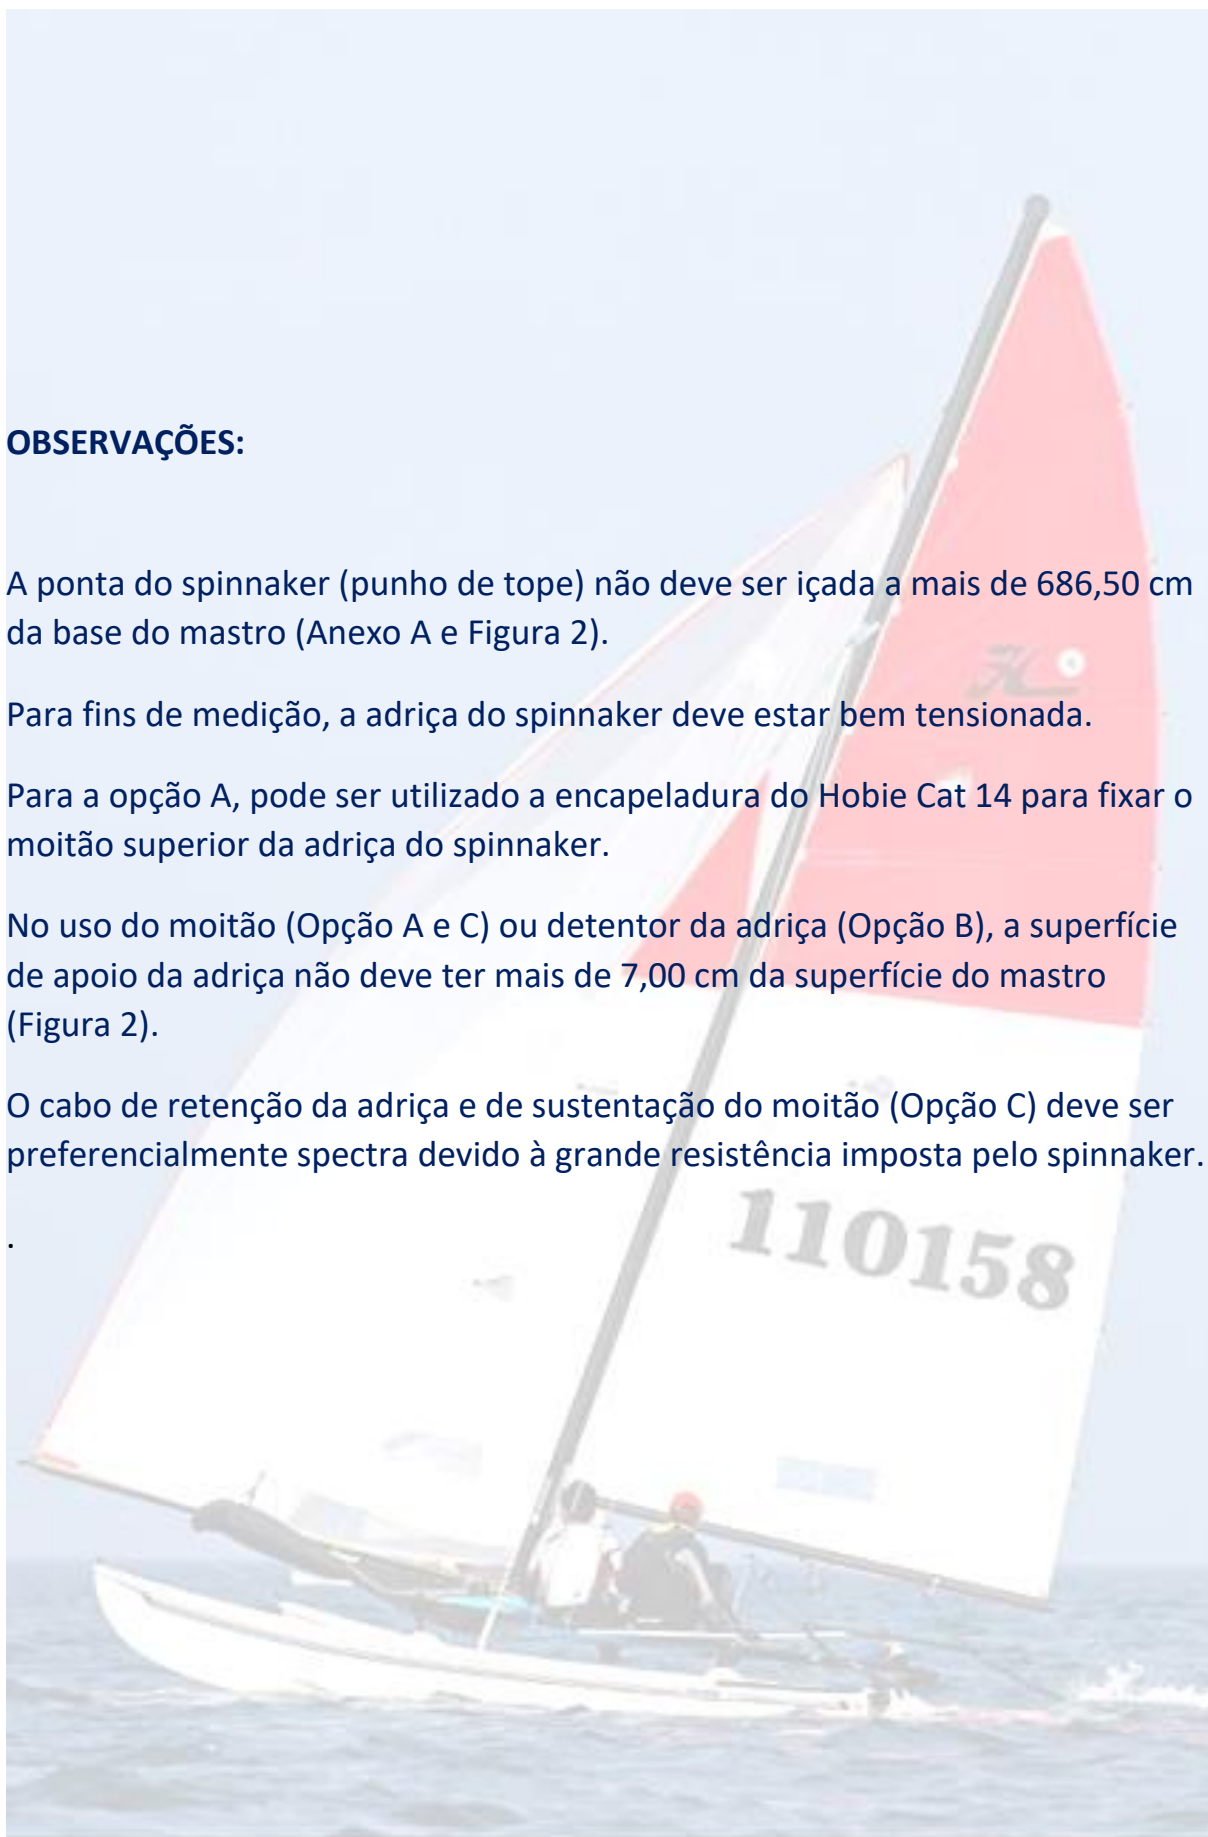 OBSERVAÇÕES:
A ponta do spinnaker (punho de tope) não deve ser içada a mais de 686,50 cm
da base do mastro (Anexo A e Figura 2).
Para fins de medição, a adriça do spinnaker deve estar bem tensionada.
Para a opção A, pode ser utilizado a encapeladura do Hobie Cat 14 para fixar o
moitão superior da adriça do spinnaker.
No uso do moitão (Opção A e C) ou detentor da adriça (Opção B), a superfície
de apoio da adriça não deve ter mais de 7,00 cm da superfície do mastro
(Figura 2).
O cabo de retenção da adriça e de sustentação do moitão (Opção C) deve ser
preferencialmente spectra devido à grande resistência imposta pelo spinnaker.
.
110158